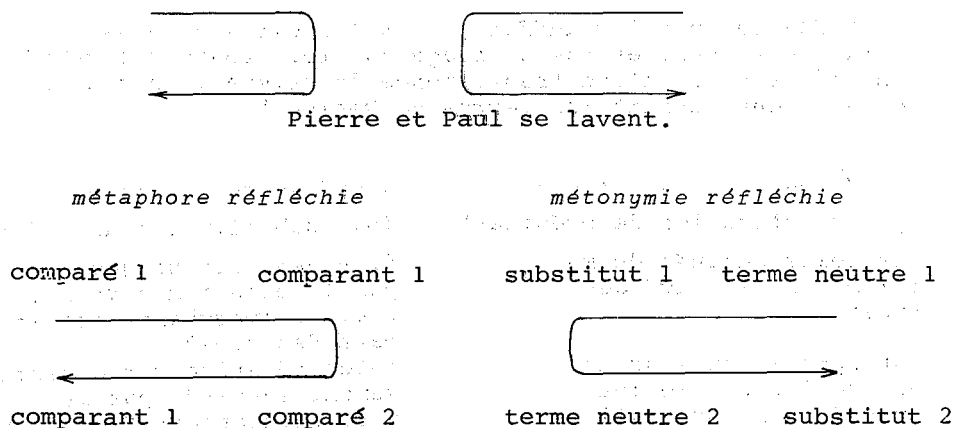 Pierre et Paul se lavent.
métaphore réfléchie métonymie réfléchie
comparé 1 comparant 1 substitut 1 terme neutre 1
comparant 1 comparé 2 terme neutre 2 substitut 2